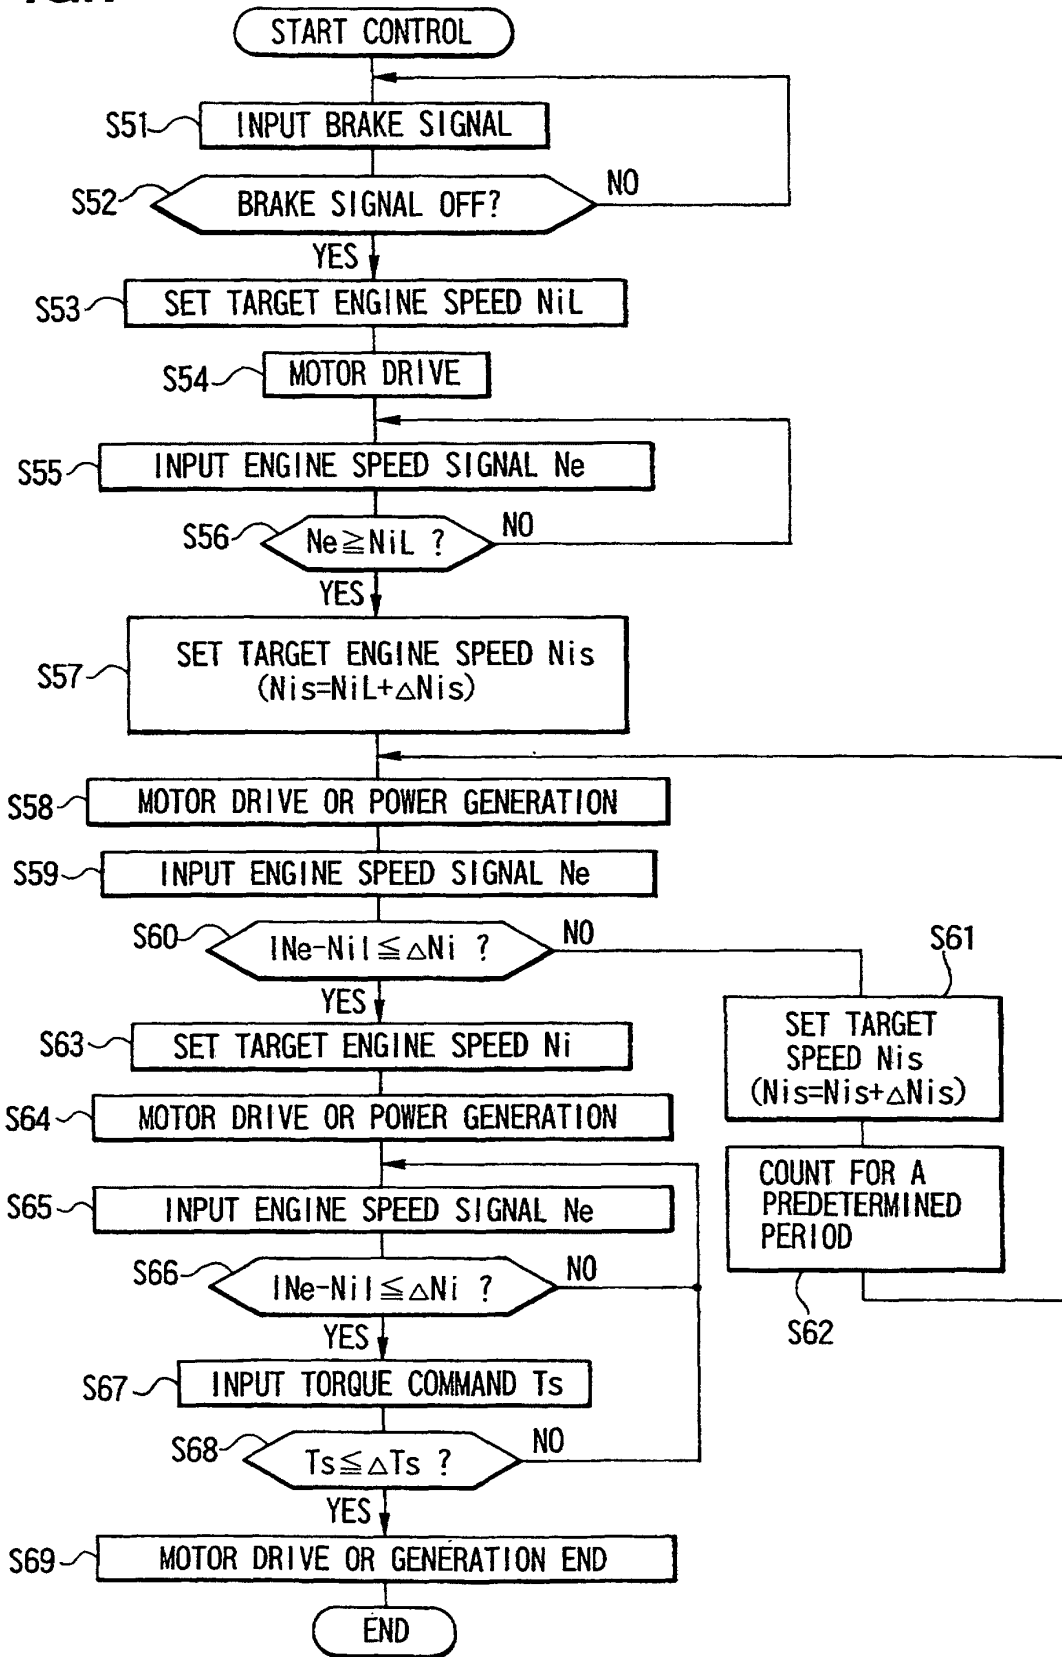 START CONTROL
S51
INPUT BRAKE SIGNAL
S52
BRAKE SIGNAL OFF?
NO
YES
S53
SET TARGET ENGINE SPEED NiL
S54
MOTOR DRIVE
S55
INPUT ENGINE SPEED SIGNAL Ne
S56
Ne≧NiL ?
NO
YES
S57
SET TARGET ENGINE SPEED Nis
(Nis=NiL+△Nis)
S58
MOTOR DRIVE OR POWER GENERATION
S59
INPUT ENGINE SPEED SIGNAL Ne
S60
|Ne-Ni|≦△Ni ?
NO
YES
S61
SET TARGET
SPEED Nis
(Nis=Nis+△Nis)
COUNT FOR A
PREDETERMINED
PERIOD
S62
S63
SET TARGET ENGINE SPEED Ni
S64
MOTOR DRIVE OR POWER GENERATION
S65
INPUT ENGINE SPEED SIGNAL Ne
S66
|Ne-Ni|≦△Ni ?
NO
YES
S67
INPUT TORQUE COMMAND Ts
S68
Ts≦△Ts ?
NO
YES
S69
MOTOR DRIVE OR GENERATION END
END